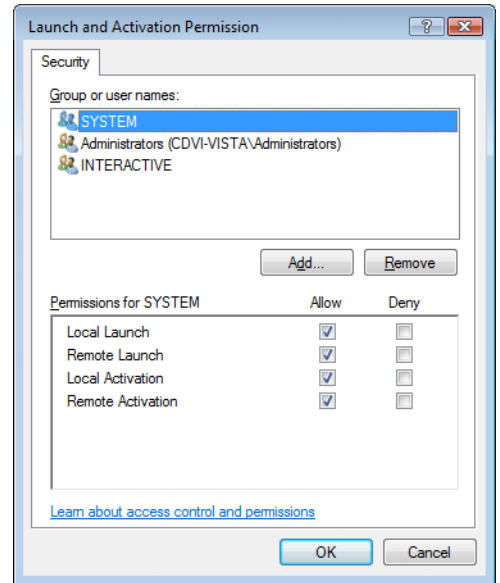 Launch and Activation Permission
Security
Group or user names:
SYSTEM
Administrators (CDVI-VISTA\Administrators)
INTERACTIVE
Add... Remove
Permissions for SYSTEM Allow Deny
Local Launch
Remote Launch
Local Activation
Remote Activation
Learn about access control and permissions
OK Cancel